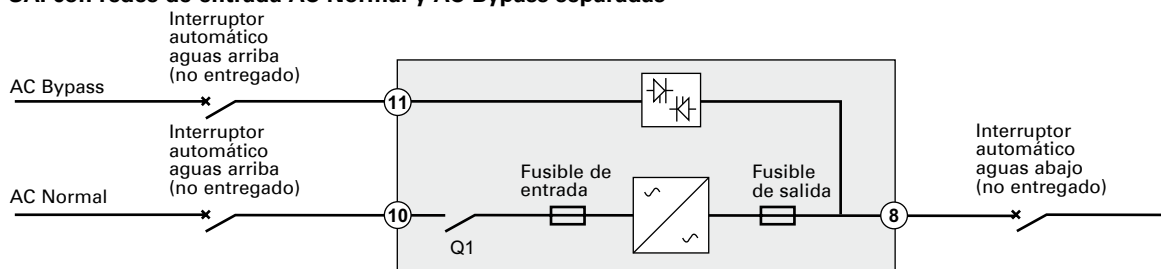 SAI con redes de entrada AC Normal y AC Bypass separadas
Interruptor
automático
aguas arriba
(no entregado)
AC Bypass
11
Interruptor
automático
aguas arriba
(no entregado)
AC Normal
10
Q1
Fusible de
entrada
Fusible
de salida
8
Interruptor
automático
aguas abajo
(no entregado)